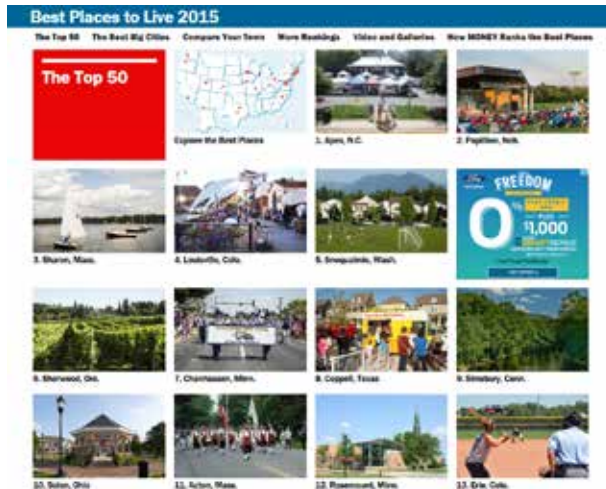 Best Places to Live 2015
The Top 50 The Best Big Cities Compare Your Town More Rankings Video and Galleries How MONEY Ranks the Best Places
The Top 50
Explore the Best Places
1. Apex, N.C.
2. Papillion, Neb.
3. Sharon, Mass.
4. Louisville, Colo.
5. Snoqualmie, Wash.
Ford
FREEDOM
0%
PLUS
$1,000
6. Sherwood, Ore.
7. Chanhassen, Minn.
8. Coppell, Texas
9. Simsbury, Conn.
10. Solon, Ohio
11. Acton, Mass.
12. Rosemount, Minn.
13. Erie, Colo.